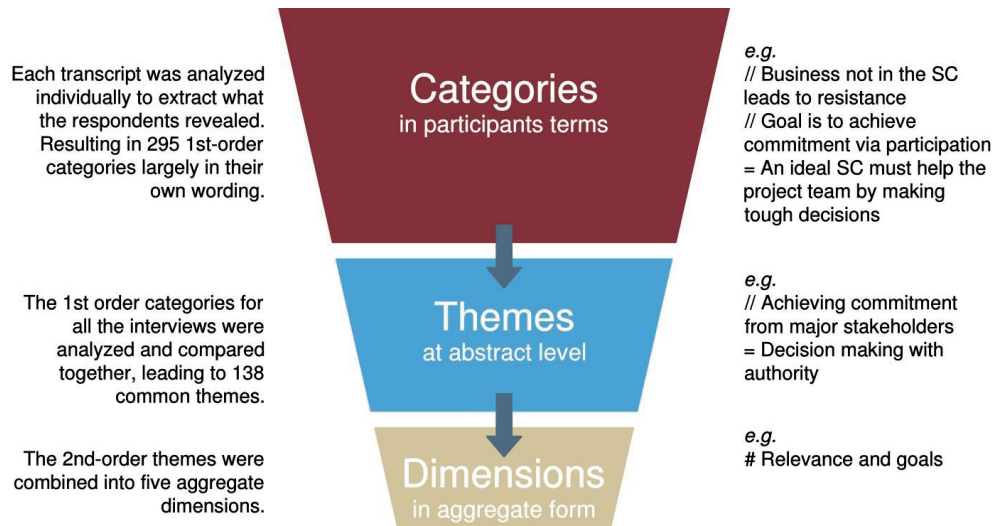 Each transcript was analyzed
individually to extract what
the respondents revealed.
Resulting in 295 1st-order
categories largely in their
own wording.
Categories
in participants terms
e.g.
// Business not in the SC
leads to resistance
// Goal is to achieve
commitment via participation
= An ideal SC must help the
project team by making
tough decisions
The 1st order categories for
all the interviews were
analyzed and compared
together, leading to 138
common themes.
Themes
at abstract level
e.g.
// Achieving commitment
from major stakeholders
= Decision making with
authority
The 2nd-order themes were
combined into five aggregate
dimensions.
Dimensions
in aggregate form
e.g.
# Relevance and goals